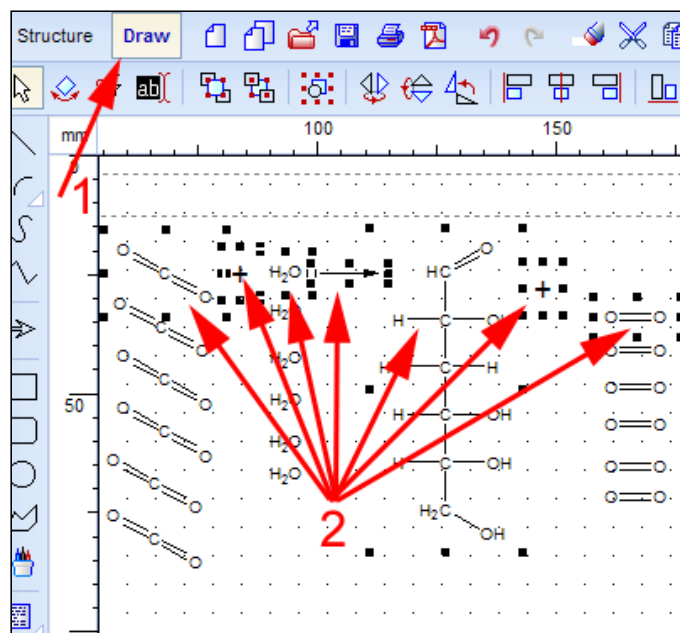 Structure Draw
ab
mm 100 150
0
50
1
O=C=O
O=C=O
O=C=O
O=C=O
O=C=O
O=C=O
+
H₂O
H₂O
H₂O
H₂O
H₂O
H₂O
O
HC
H C OH
H C H
H C OH
H C OH
H₂C
OH
+
O=O
O=O
O=O
O=O
O=O
O=O
2